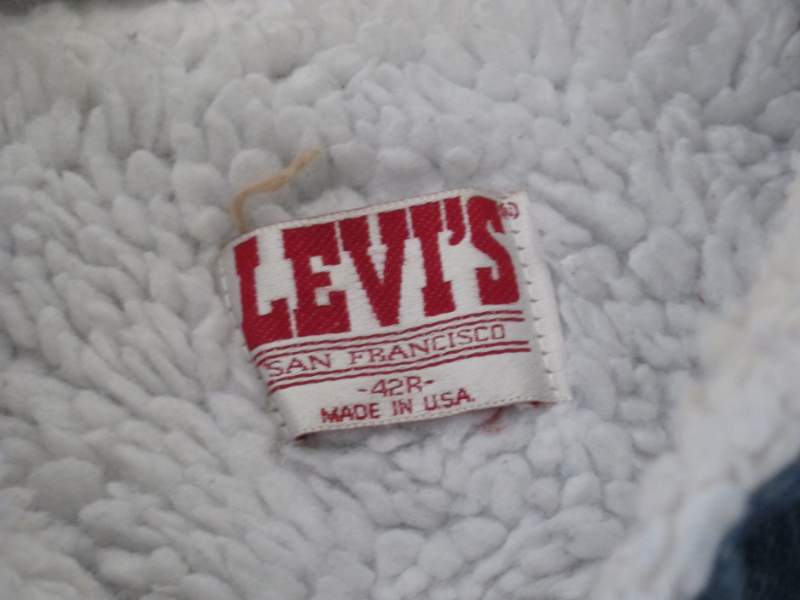 LEVI'S®
SAN FRANCISCO
-42R-
MADE IN U.S.A.